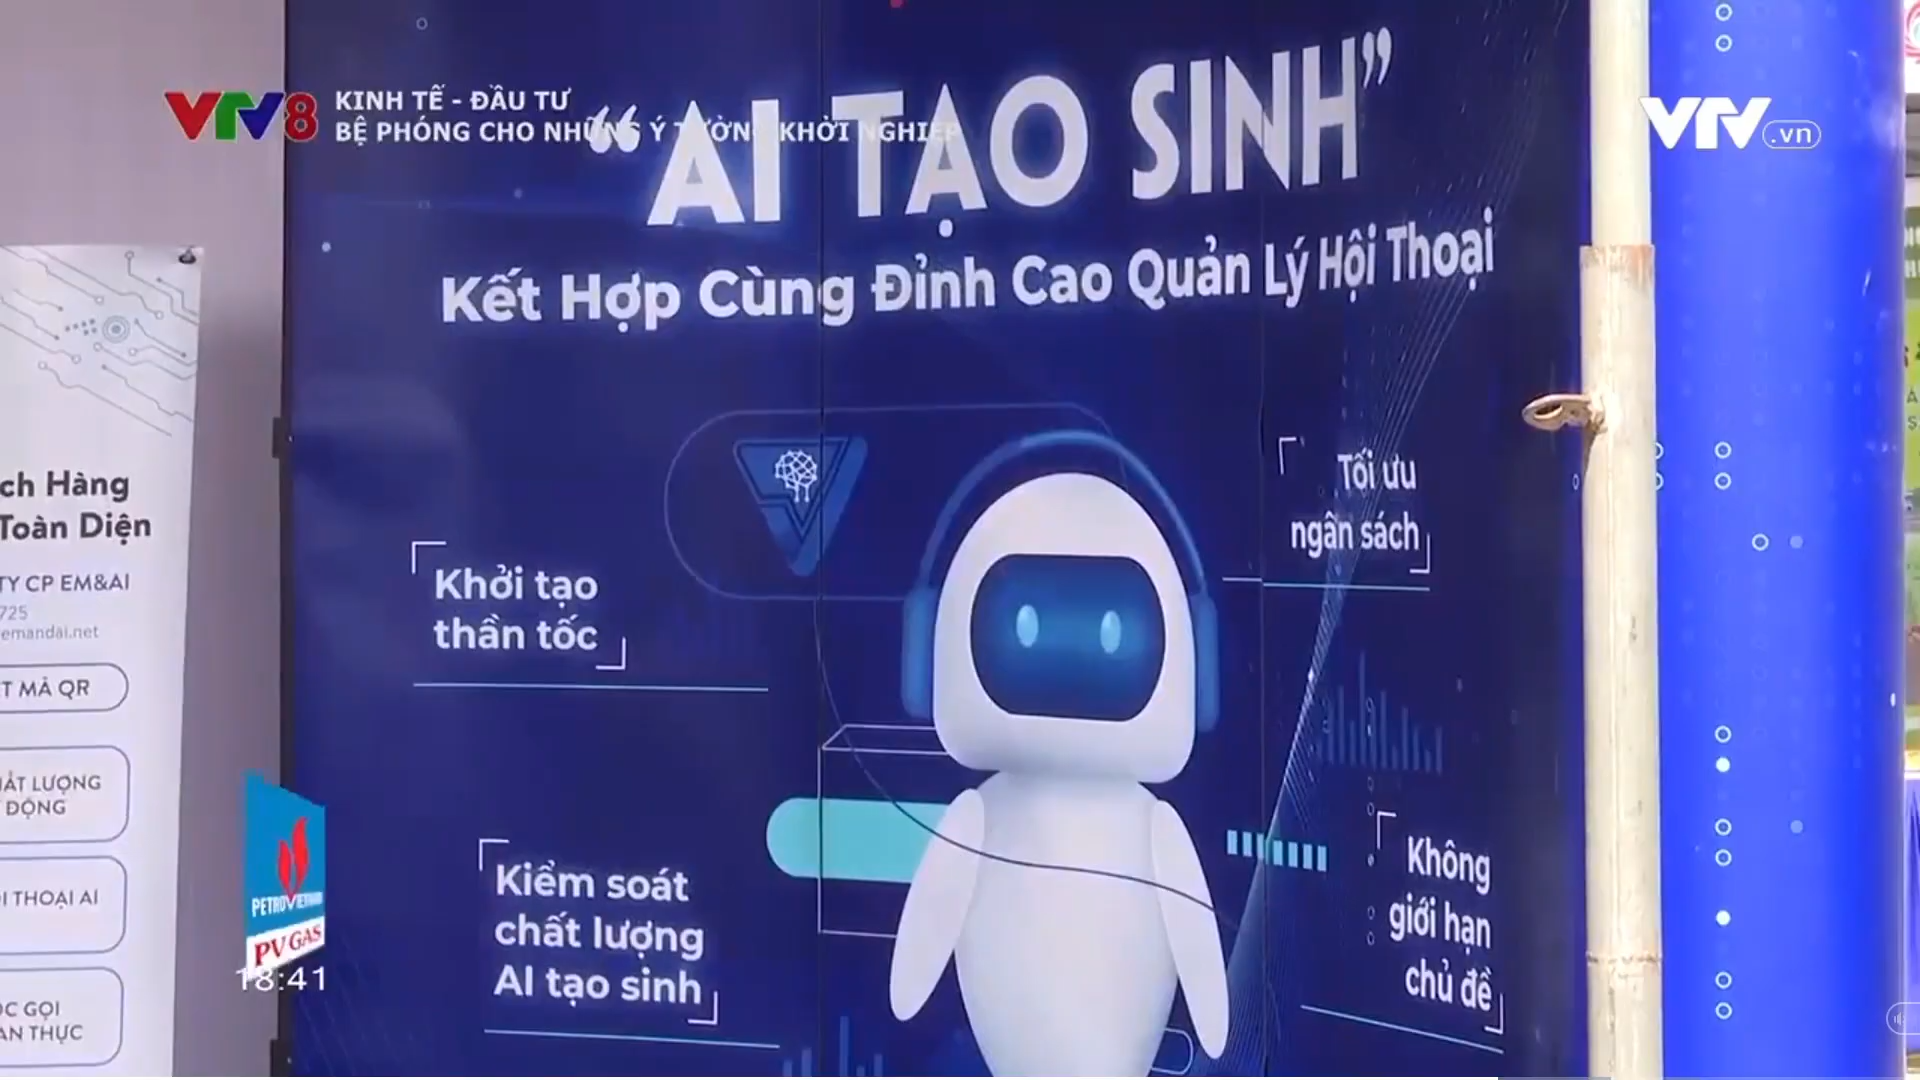 VTV8
KINH TẾ - ĐẦU TƯ
BỆ PHÓNG CHO NHỮNG Ý TƯỞNG KHỞI NGHIỆP
VTV.vn
“AI TẠO SINH”
Kết Hợp Cùng Đỉnh Cao Quản Lý Hội Thoại
Tối ưu
ngân sách
Khởi tạo
thần tốc
Kiểm soát
chất lượng
AI tạo sinh
Không
giới hạn
chủ đề
ch Hàng
Toàn Diện
TY CP EM&AI
725
emandai.net
T MÃ QR
ẤT LƯỢNG
ĐỘNG
I THOẠI AI
C GỌI
AN THỰC
PETROVIETNAM
PV GAS
18:41